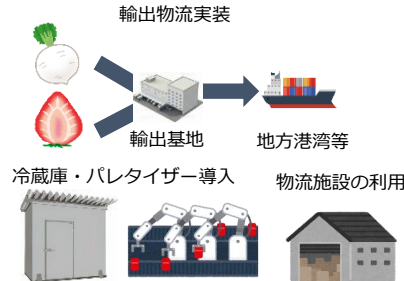 輸出物流実装
輸出基地
地方港湾等
冷蔵庫・パレタイザー導入
物流施設の利用